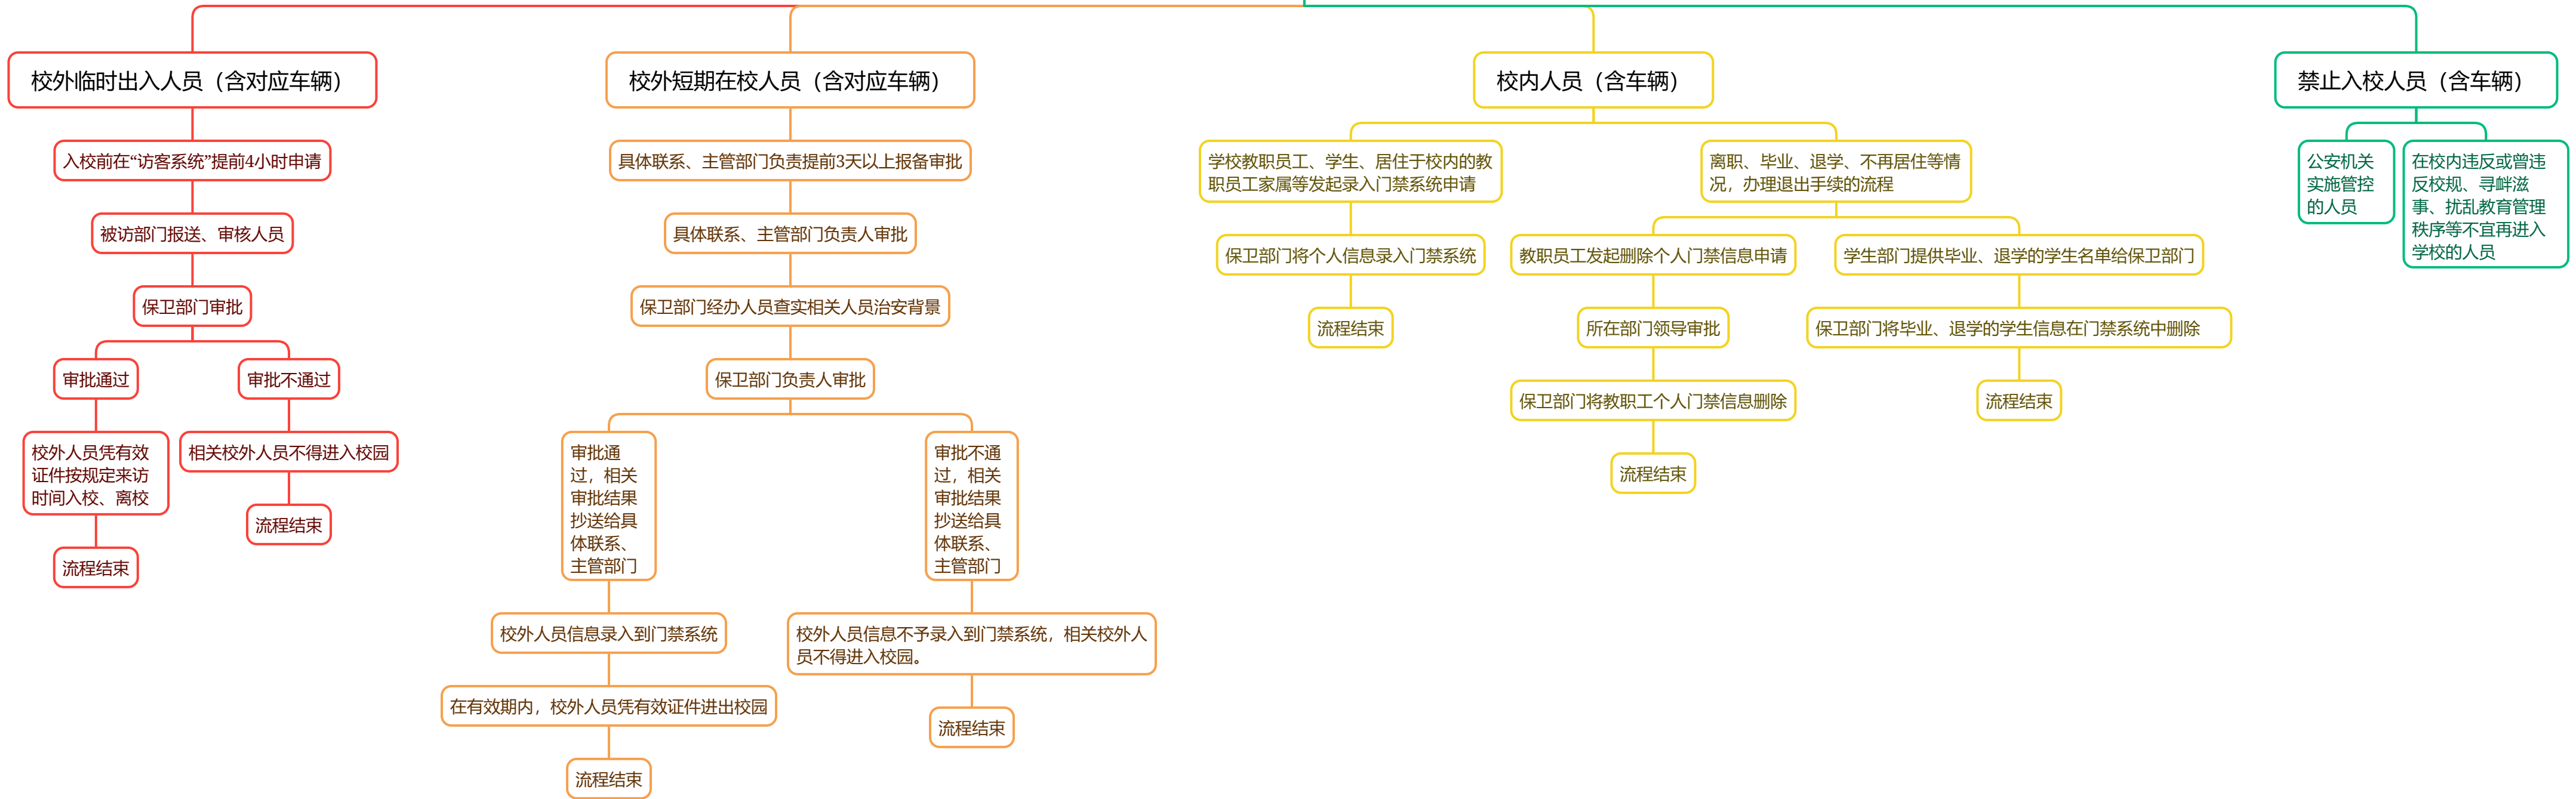 校外临时出入人员（含对应车辆）
入校前在“访客系统”提前4小时申请
被访部门报送、审核人员
保卫部门审批
审批通过
校外人员凭有效
证件按规定来访
时间入校、离校
流程结束
审批不通过
相关校外人员不得进入校园
流程结束
校外短期在校人员（含对应车辆）
具体联系、主管部门负责提前3天以上报备审批
具体联系、主管部门负责人审批
保卫部门经办人员查实相关人员治安背景
保卫部门负责人审批
审批通
过，相关
审批结果
抄送给具
体联系、
主管部门
校外人员信息录入到门禁系统
在有效期内，校外人员凭有效证件进出校园
流程结束
审批不通
过，相关
审批结果
抄送给具
体联系、
主管部门
校外人员信息不予录入到门禁系统，相关校外人
员不得进入校园。
流程结束
校内人员（含车辆）
学校教职员工、学生、居住于校内的教
职员工家属等发起录入门禁系统申请
保卫部门将个人信息录入门禁系统
流程结束
离职、毕业、退学、不再居住等情
况，办理退出手续的流程
教职员工发起删除个人门禁信息申请
所在部门领导审批
保卫部门将教职工个人门禁信息删除
流程结束
学生部门提供毕业、退学的学生名单给保卫部门
保卫部门将毕业、退学的学生信息在门禁系统中删除
流程结束
禁止入校人员（含车辆）
公安机关
实施管控
的人员
在校内违反或曾违
反校规、寻衅滋
事、扰乱教育管理
秩序等不宜再进入
学校的人员